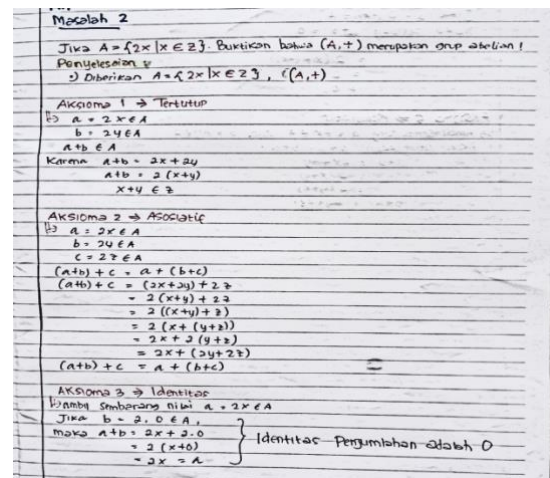 Masalah 2
Jika A = {2x | x ∈ Z}. Buktikan bahwa (A, +) merupakan grup abelian !
Penyelesaian
:) Diberikan A = {2x | x ∈ Z}, (A, +)
Aksioma 1 → Tertutup
a = 2x ∈ A
b = 2y ∈ A
a+b ∈ A
Karena a+b = 2x + 2y
a+b = 2 (x+y)
x+y ∈ Z
Aksioma 2 → Asosiatif
a = 2x ∈ A
b = 2y ∈ A
c = 2z ∈ A
(a+b) + c = a + (b+c)
(a+b) + c = (2x+2y) + 2z
= 2 (x+y) + 2z
= 2 ((x+y) + z)
= 2 (x + (y+z))
= 2x + 2 (y+z)
= 2x + (2y+2z)
(a+b) + c = a + (b+c)
Aksioma 3 → Identitas
Ambil sembarang nilai a = 2x ∈ A
Jika b = 2.0 ∈ A,
maka a+b = 2x + 2.0
= 2 (x+0)
= 2x = a
Identitas Penjumlahan adalah 0